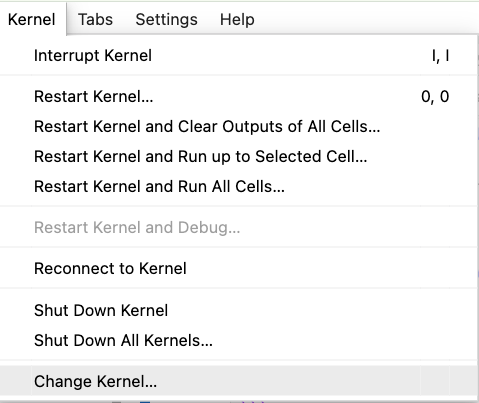 Kernel Tabs Settings Help
Interrupt Kernel I, I
Restart Kernel... 0, 0
Restart Kernel and Clear Outputs of All Cells...
Restart Kernel and Run up to Selected Cell...
Restart Kernel and Run All Cells...
Restart Kernel and Debug...
Reconnect to Kernel
Shut Down Kernel
Shut Down All Kernels...
Change Kernel...